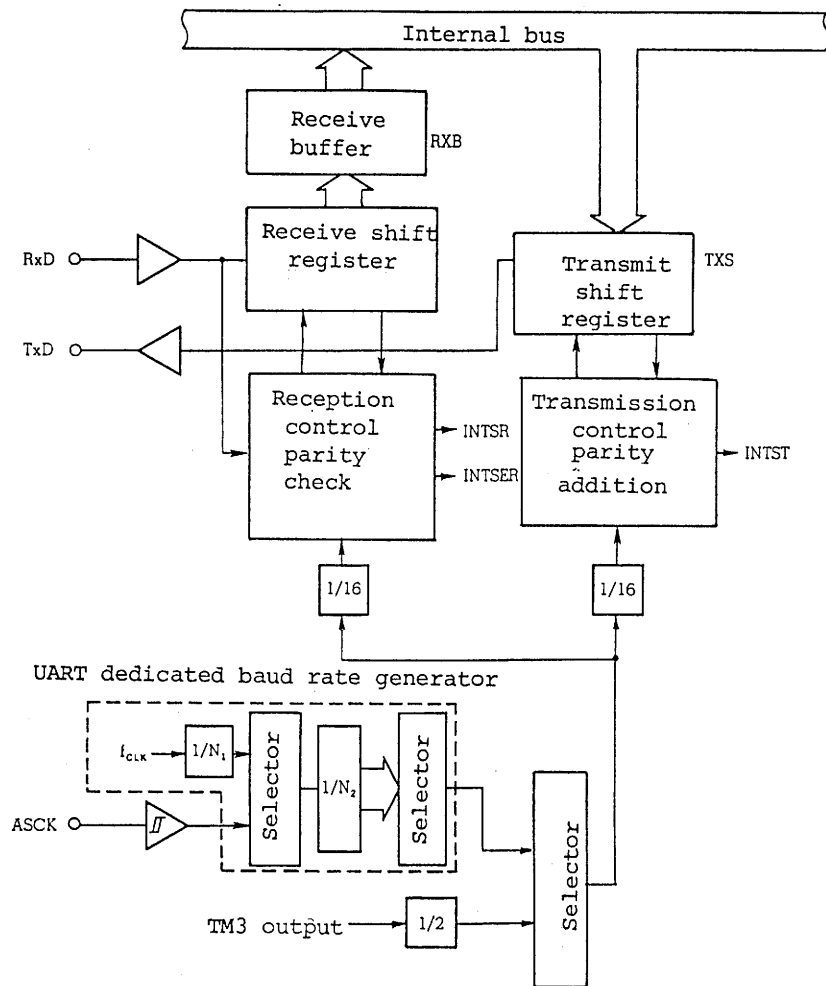 Internal bus
Receive
buffer
RXB
Receive shift
register
RxD
Transmit
shift
register
TXS
TxD
Reception
control
parity
check
INTSR
INTSER
Transmission
control
parity
addition
INTST
1/16
1/16
UART dedicated baud rate generator
fCLK
1/N1
Selector
1/N2
Selector
ASCK
Selector
TM3 output
1/2